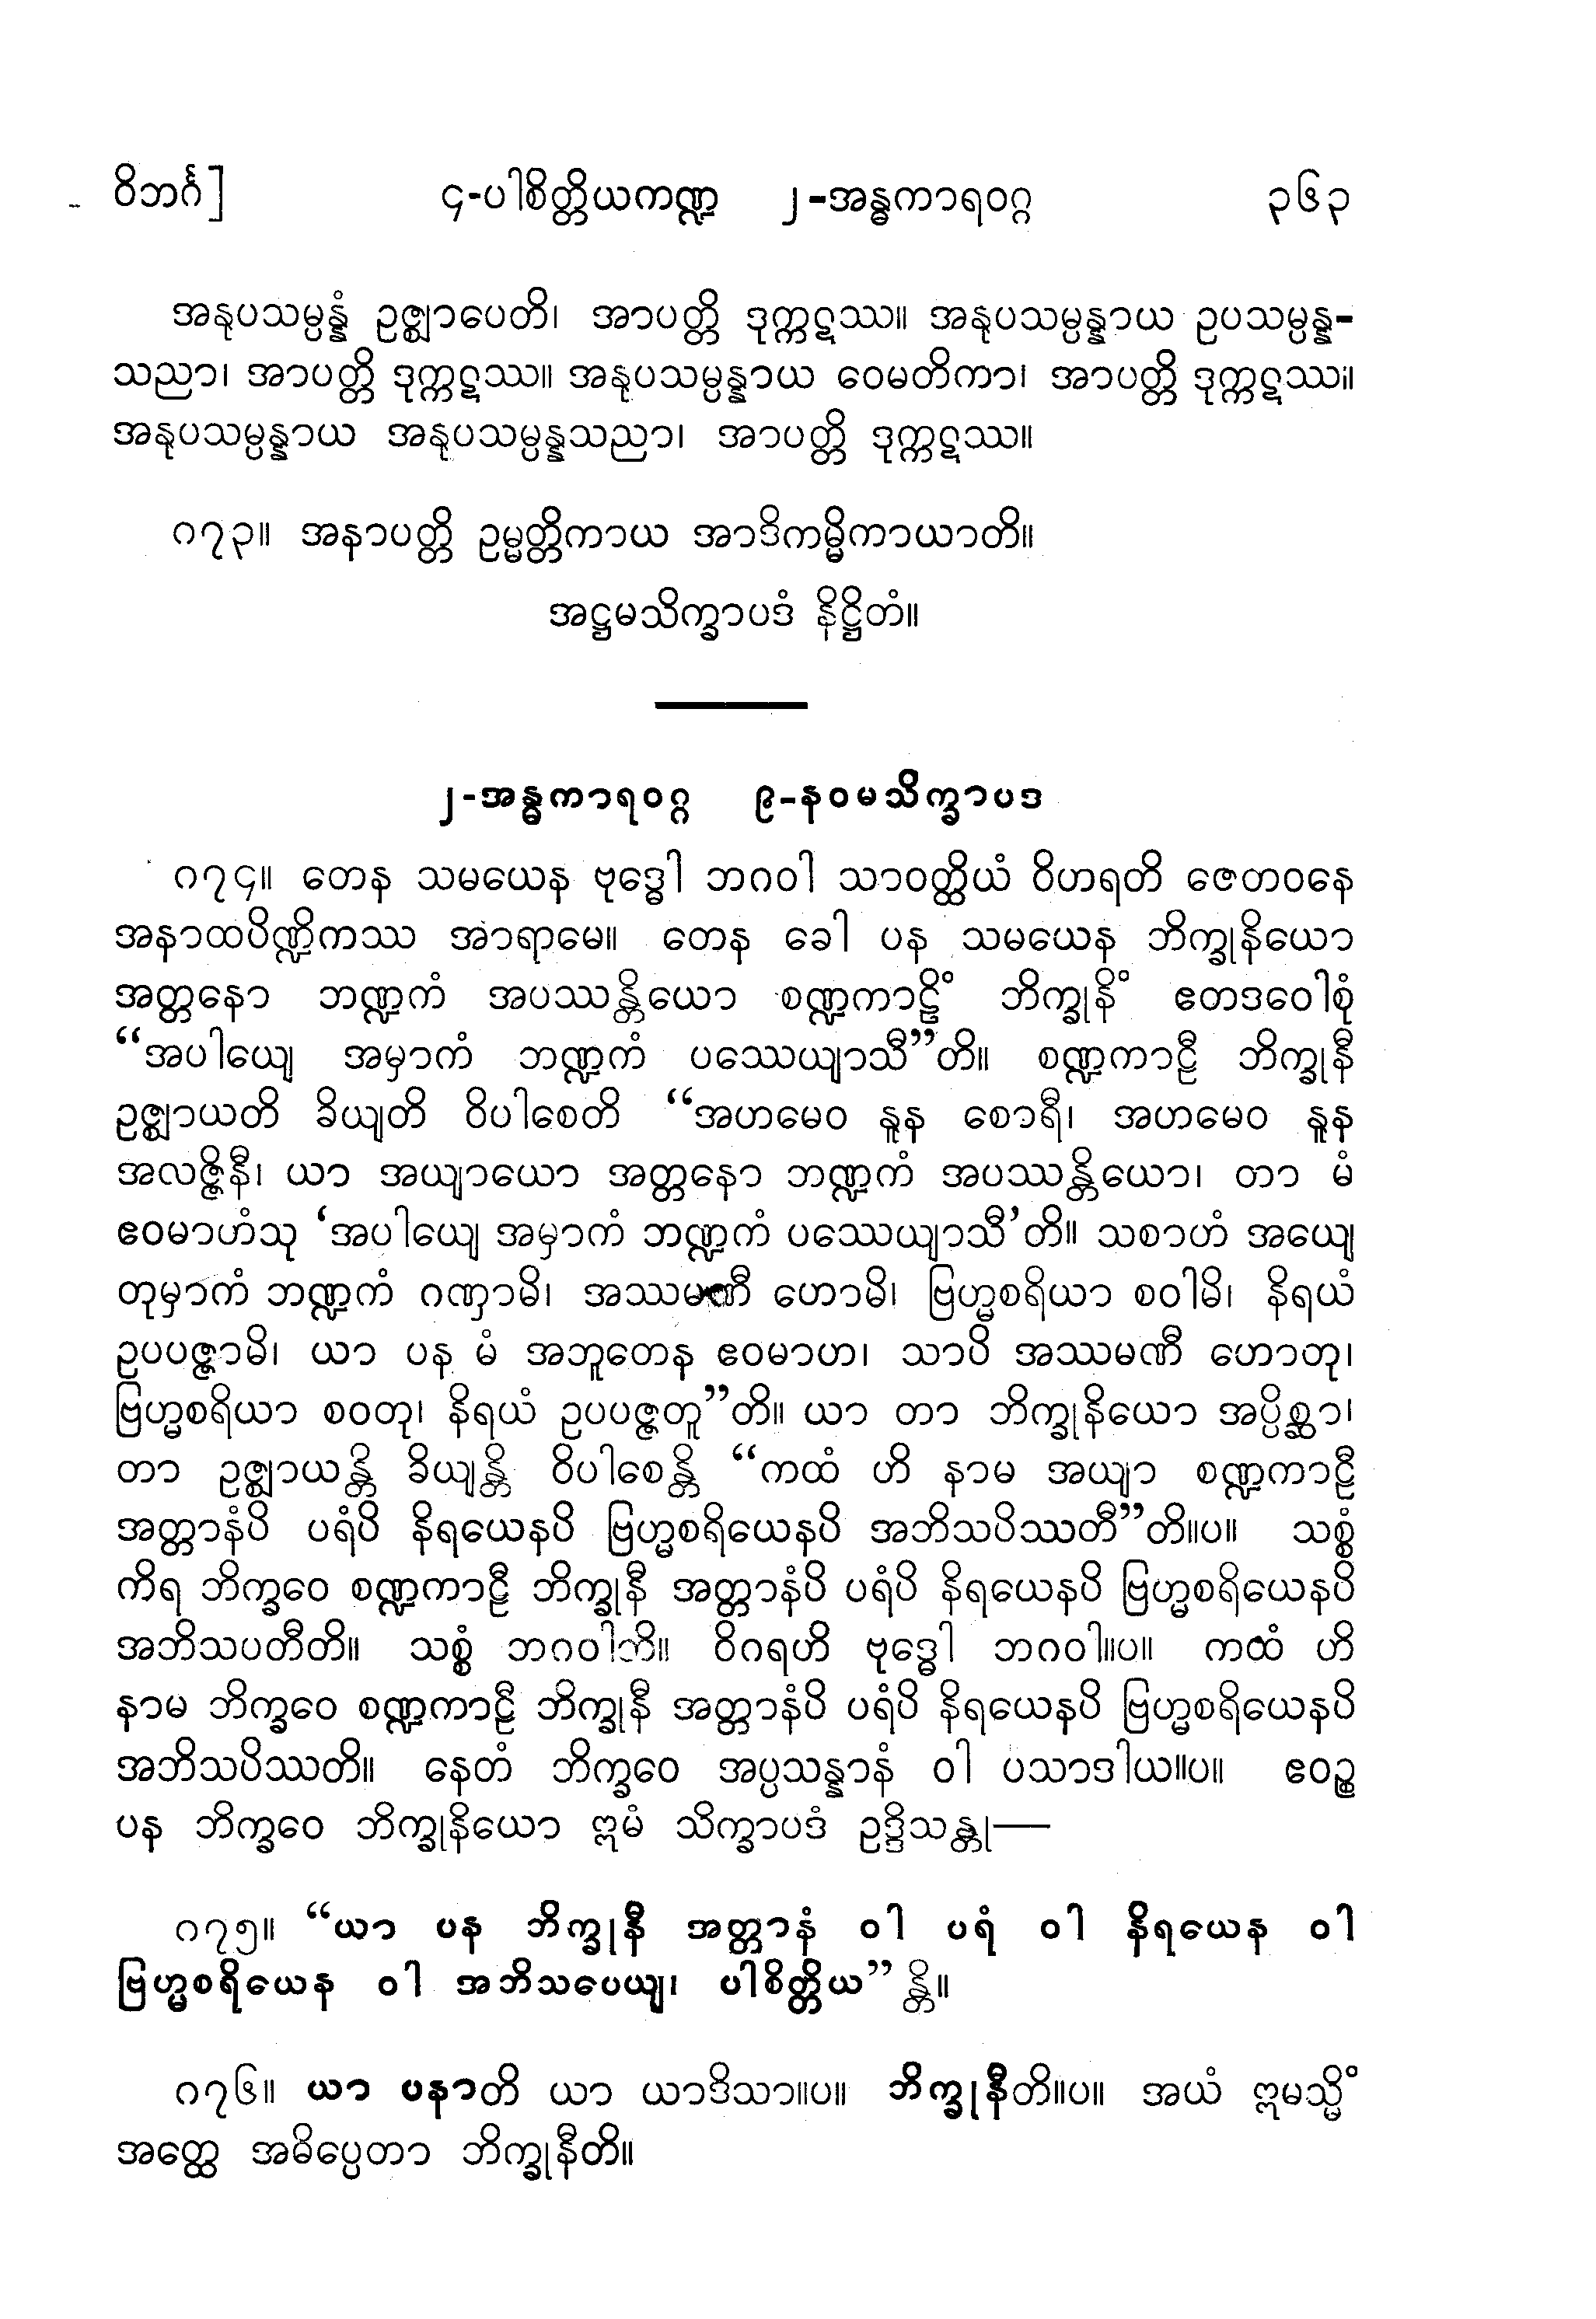 ဝိဘင်္ဂ]	၄-ပါစိတ္တိယကဏ္ဍ ၂-အန္ဓကာရဝဂ္ဂ	၃၆၃
အနုပသမ္ပန္နံ ဥဇ္ဈာပေတိ၊ အာပတ္တိ ဒုက္ကဋဿ။ အနုပသမ္ပန္နာယ ဥပသမ္ပန္န-
သညာ၊ အာပတ္တိ ဒုက္ကဋဿ။ အနုပသမ္ပန္နာယ ဝေမတိကာ၊ အာပတ္တိ ဒုက္ကဋဿ။
အနုပသမ္ပန္နာယ အနုပသမ္ပန္နသညာ၊ အာပတ္တိ ဒုက္ကဋဿ။
၈၇၃။ အနာပတ္တိ ဥမ္မတ္တိကာယ အာဒိကမ္မိကာယာတိ။
အဋ္ဌမသိက္ခာပဒံ နိဋ္ဌိတံ။
၂-အန္ဓကာရဝဂ္ဂ ၉-နဝမသိက္ခာပဒ
၈၇၄။ တေန သမယေန ဗုဒ္ဓေါ ဘဂဝါ သာဝတ္ထိယံ ဝိဟရတိ ဇေတဝနေ
အနာထပိဏ္ဍိကဿ အာရာမေ။ တေန ခေါ ပန သမယေန ဘိက္ခုနိယော
အတ္တနော ဘဏ္ဍကံ အပဿန္တိယော စဏ္ဍကာဠိံ ဘိက္ခုနိံ ဧတဒဝေါစုံ
“အပါယျေ အမှာကံ ဘဏ္ဍကံ ပဿေယျာသီ”တိ။ စဏ္ဍကာဠီ ဘိက္ခုနီ
ဥဇ္ဈာယတိ ခိယျတိ ဝိပါစေတိ “အဟမေဝ နူန စောရီ၊ အဟမေဝ နူန
အလဇ္ဇိနီ၊ ယာ အယျာယော အတ္တနော ဘဏ္ဍကံ အပဿန္တိယော၊ တာ မံ
ဧဝမာဟံသု ‘အပါယျေ အမှာကံ ဘဏ္ဍကံ ပဿေယျာသီ’တိ။ သစာဟံ အယျေ
တုမှာကံ ဘဏ္ဍကံ ဂဏှာမိ၊ အဿမဏီ ဟောမိ၊ ဗြဟ္မစရိယာ စဝါမိ၊ နိရယံ
ဥပပဇ္ဇာမိ၊ ယာ ပန မံ အဘူတေန ဧဝမာဟ၊ သာပိ အဿမဏီ ဟောတု၊
ဗြဟ္မစရိယာ စဝတု၊ နိရယံ ဥပပဇ္ဇတူ”တိ။ ယာ တာ ဘိက္ခုနိယော အပ္ပိစ္ဆာ၊
တာ ဥဇ္ဈာယန္တိ ခိယျန္တိ ဝိပါစေန္တိ “ကထံ ဟိ နာမ အယျာ စဏ္ဍကာဠီ
အတ္တာနံပိ ပရံပိ နိရယေနပိ ဗြဟ္မစရိယေနပိ အဘိသပိဿတီ”တိ။ပ။ သစ္စံ
ကိရ ဘိက္ခဝေ စဏ္ဍကာဠီ ဘိက္ခုနီ အတ္တာနံပိ ပရံပိ နိရယေနပိ ဗြဟ္မစရိယေနပိ
အဘိသပတီတိ။ သစ္စံ ဘဂဝါတိ။ ဝိဂရဟိ ဗုဒ္ဓေါ ဘဂဝါ။ပ။ ကထံ ဟိ
နာမ ဘိက္ခဝေ စဏ္ဍကာဠီ ဘိက္ခုနီ အတ္တာနံပိ ပရံပိ နိရယေနပိ ဗြဟ္မစရိယေနပိ
အဘိသပိဿတိ။ နေတံ ဘိက္ခဝေ အပ္ပသန္နာနံ ဝါ ပသာဒါယ။ပ။ ဧဝဉ္စ
ပန ဘိက္ခဝေ ဘိက္ခုနိယော ဣမံ သိက္ခာပဒံ ဥဒ္ဒိသန္တု—
၈၇၅။ “ယာ ပန ဘိက္ခုနီ အတ္တာနံ ဝါ ပရံ ဝါ နိရယေန ဝါ
ဗြဟ္မစရိယေန ဝါ အဘိသပေယျ၊ ပါစိတ္တိယ”န္တိ။
၈၇၆။ ယာ ပနာတိ ယာ ယာဒိသာ။ပ။ ဘိက္ခုနီတိ။ပ။ အယံ ဣမသ္မိံ
အတ္ထေ အဓိပ္ပေတာ ဘိက္ခုနီတိ။